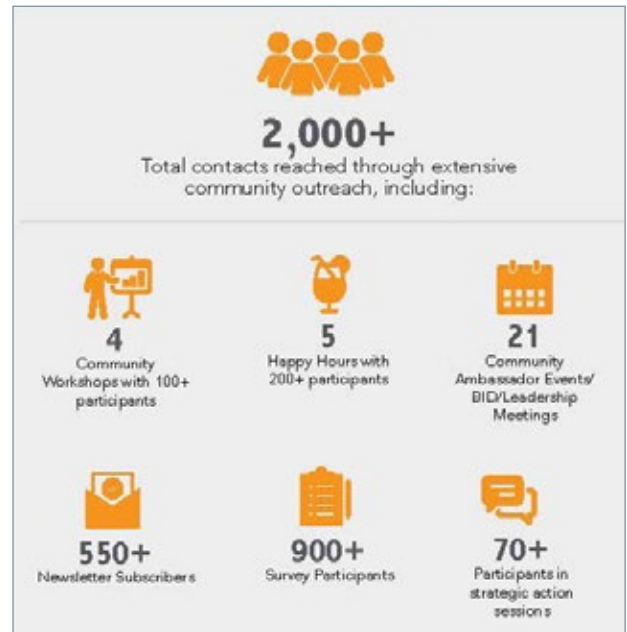 2,000+
Total contacts reached through extensive
community outreach, including:
4
Community
Workshops with 100+
participants
5
Happy Hours with
200+ participants
21
Community
Ambassador Events/
BID/Leadership
Meetings
550+
Newsletter Subscribers
900+
Survey Participants
70+
Participants in
strategic action
sessions